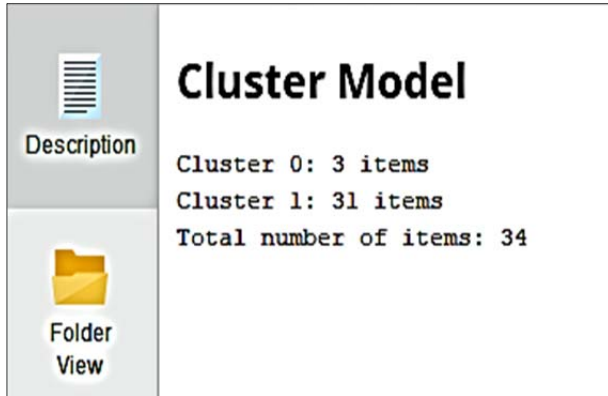 Description
Folder
View
Cluster Model
Cluster 0: 3 items
Cluster 1: 31 items
Total number of items: 34